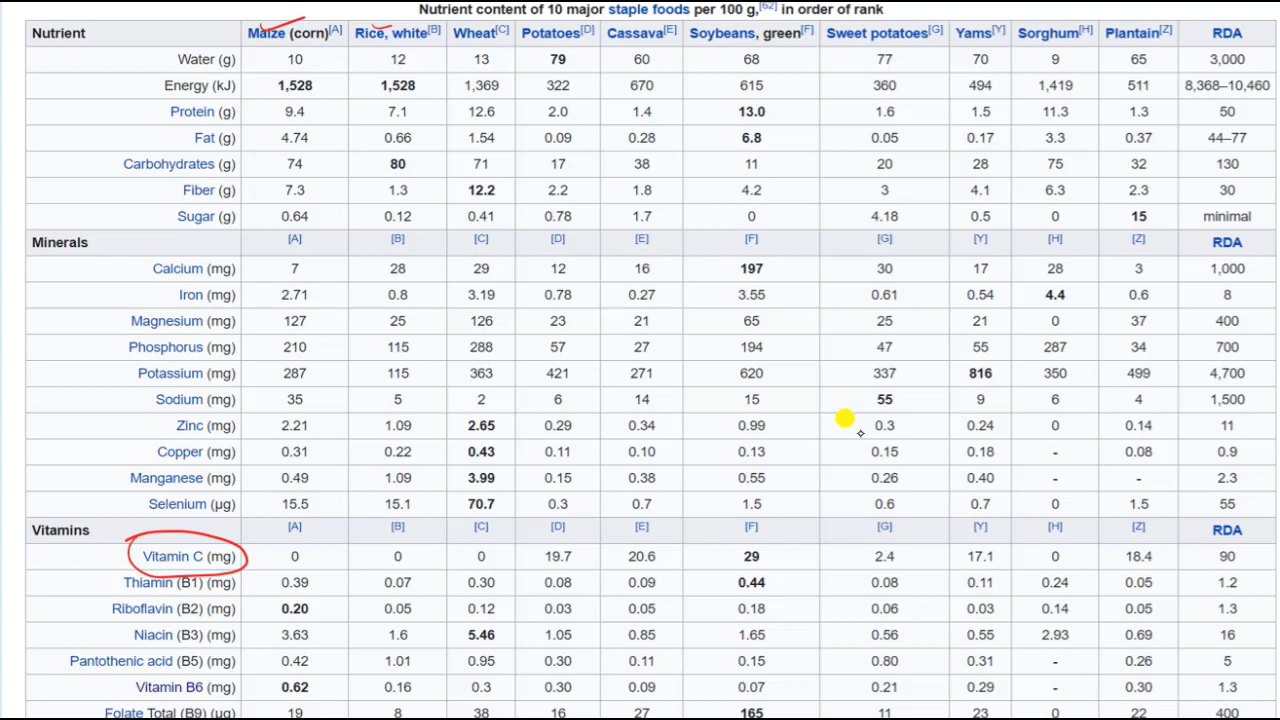 Nutrient content of 10 major staple foods per 100 g,[62] in order of rank
Nutrient Maize (corn)[A] Rice, white[B] Wheat[C] Potatoes[D] Cassava[E] Soybeans, green[F] Sweet potatoes[G] Yams[Y] Sorghum[H] Plantain[Z] RDA
Water (g) 10 12 13 79 60 68 77 70 9 65 3,000
Energy (kJ) 1,528 1,528 1,369 322 670 615 360 494 1,419 511 8,368–10,460
Protein (g) 9.4 7.1 12.6 2.0 1.4 13.0 1.6 1.5 11.3 1.3 50
Fat (g) 4.74 0.66 1.54 0.09 0.28 6.8 0.05 0.17 3.3 0.37 44–77
Carbohydrates (g) 74 80 71 17 38 11 20 28 75 32 130
Fiber (g) 7.3 1.3 12.2 2.2 1.8 4.2 3 4.1 6.3 2.3 30
Sugar (g) 0.64 0.12 0.41 0.78 1.7 0 4.18 0.5 0 15 minimal
Minerals [A] [B] [C] [D] [E] [F] [G] [Y] [H] [Z] RDA
Calcium (mg) 7 28 29 12 16 197 30 17 28 3 1,000
Iron (mg) 2.71 0.8 3.19 0.78 0.27 3.55 0.61 0.54 4.4 0.6 8
Magnesium (mg) 127 25 126 23 21 65 25 21 0 37 400
Phosphorus (mg) 210 115 288 57 27 194 47 55 287 34 700
Potassium (mg) 287 115 363 421 271 620 337 816 350 499 4,700
Sodium (mg) 35 5 2 6 14 15 55 9 6 4 1,500
Zinc (mg) 2.21 1.09 2.65 0.29 0.34 0.99 0.3 0.24 0 0.14 11
Copper (mg) 0.31 0.22 0.43 0.11 0.10 0.13 0.15 0.18 - 0.08 0.9
Manganese (mg) 0.49 1.09 3.99 0.15 0.38 0.55 0.26 0.40 - - 2.3
Selenium (μg) 15.5 15.1 70.7 0.3 0.7 1.5 0.6 0.7 0 1.5 55
Vitamins [A] [B] [C] [D] [E] [F] [G] [Y] [H] [Z] RDA
Vitamin C (mg) 0 0 0 19.7 20.6 29 2.4 17.1 0 18.4 90
Thiamin (B1) (mg) 0.39 0.07 0.30 0.08 0.09 0.44 0.08 0.11 0.24 0.05 1.2
Riboflavin (B2) (mg) 0.20 0.05 0.12 0.03 0.05 0.18 0.06 0.03 0.14 0.05 1.3
Niacin (B3) (mg) 3.63 1.6 5.46 1.05 0.85 1.65 0.56 0.55 2.93 0.69 16
Pantothenic acid (B5) (mg) 0.42 1.01 0.95 0.30 0.11 0.15 0.80 0.31 - 0.26 5
Vitamin B6 (mg) 0.62 0.16 0.3 0.30 0.09 0.07 0.21 0.29 - 0.30 1.3
Folate Total (B9) (μg) 19 8 38 16 27 165 11 23 0 22 400